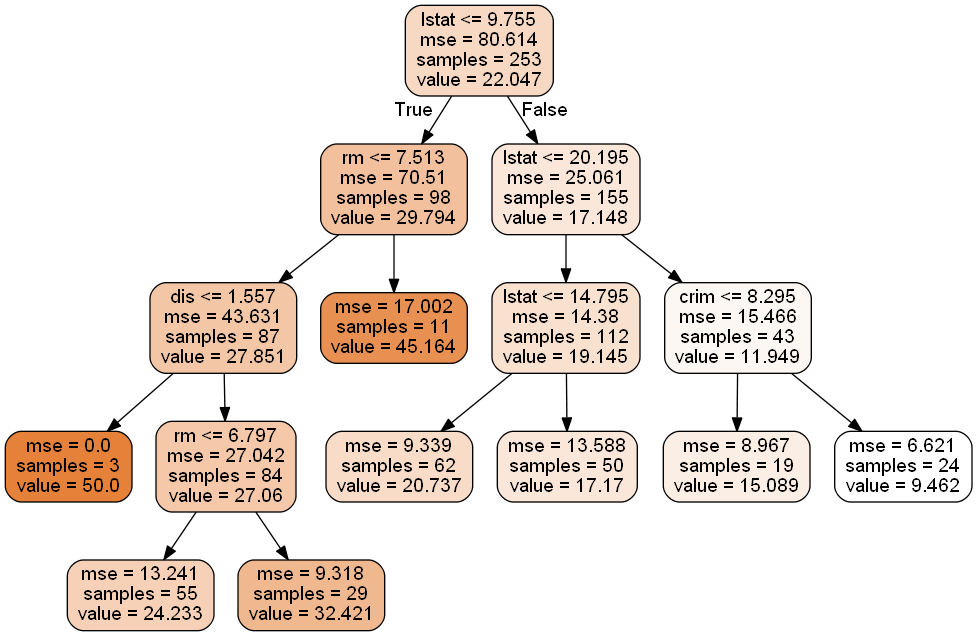 lstat <= 9.755
mse = 80.614
samples = 253
value = 22.047
True
False
rm <= 7.513
mse = 70.51
samples = 98
value = 29.794
lstat <= 20.195
mse = 25.061
samples = 155
value = 17.148
dis <= 1.557
mse = 43.631
samples = 87
value = 27.851
mse = 17.002
samples = 11
value = 45.164
lstat <= 14.795
mse = 14.38
samples = 112
value = 19.145
crim <= 8.295
mse = 15.466
samples = 43
value = 11.949
mse = 0.0
samples = 3
value = 50.0
rm <= 6.797
mse = 27.042
samples = 84
value = 27.06
mse = 9.339
samples = 62
value = 20.737
mse = 13.588
samples = 50
value = 17.17
mse = 8.967
samples = 19
value = 15.089
mse = 6.621
samples = 24
value = 9.462
mse = 13.241
samples = 55
value = 24.233
mse = 9.318
samples = 29
value = 32.421